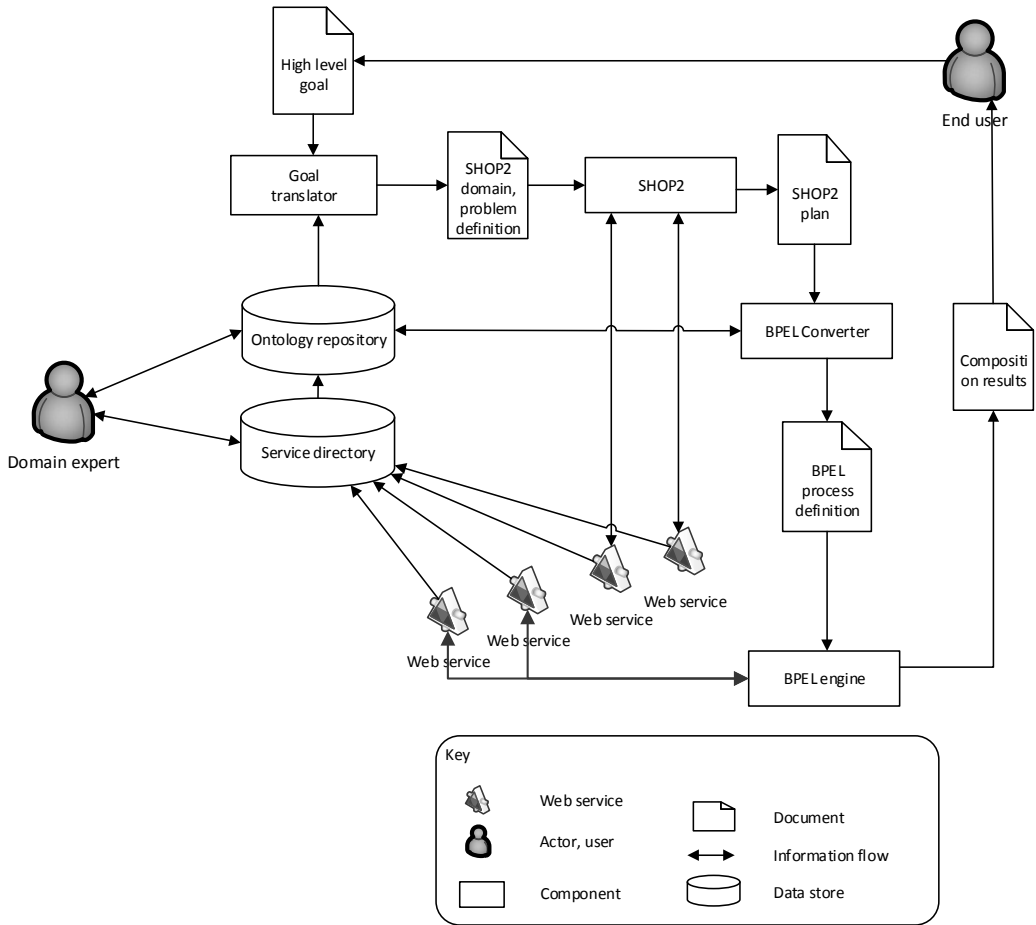 High level
goal
End user
Goal
translator
SHOP2
domain,
problem
definition
SHOP2
SHOP2
plan
Ontology repository
BPEL Converter
Compositi
on results
Domain expert
Service directory
BPEL
process
definition
Web service
Web service
Web service
Web service
BPEL engine
Key
Web service
Document
Actor, user
Information flow
Component
Data store